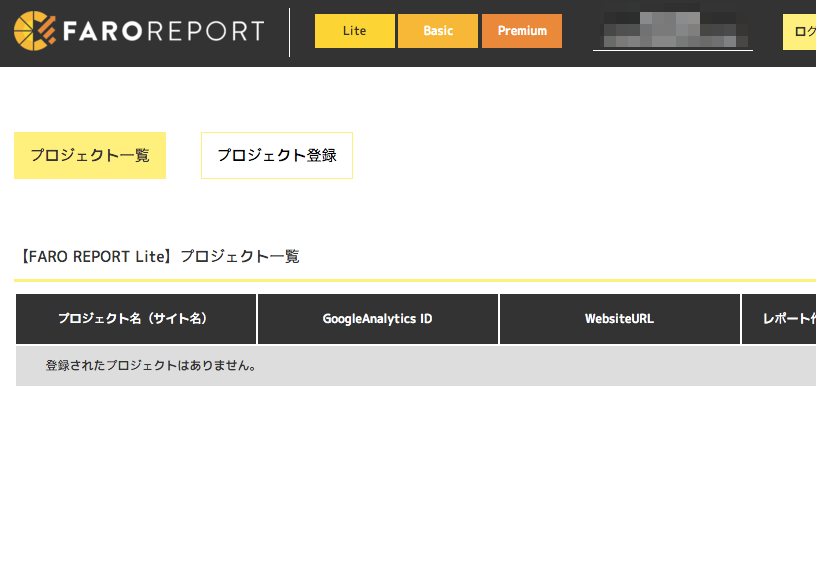 FAROREPORT
Lite
Basic
Premium
ログ
プロジェクト一覧
プロジェクト登録
【FARO REPORT Lite】プロジェクト一覧
プロジェクト名（サイト名）
GoogleAnalytics ID
WebsiteURL
レポート作
登録されたプロジェクトはありません。